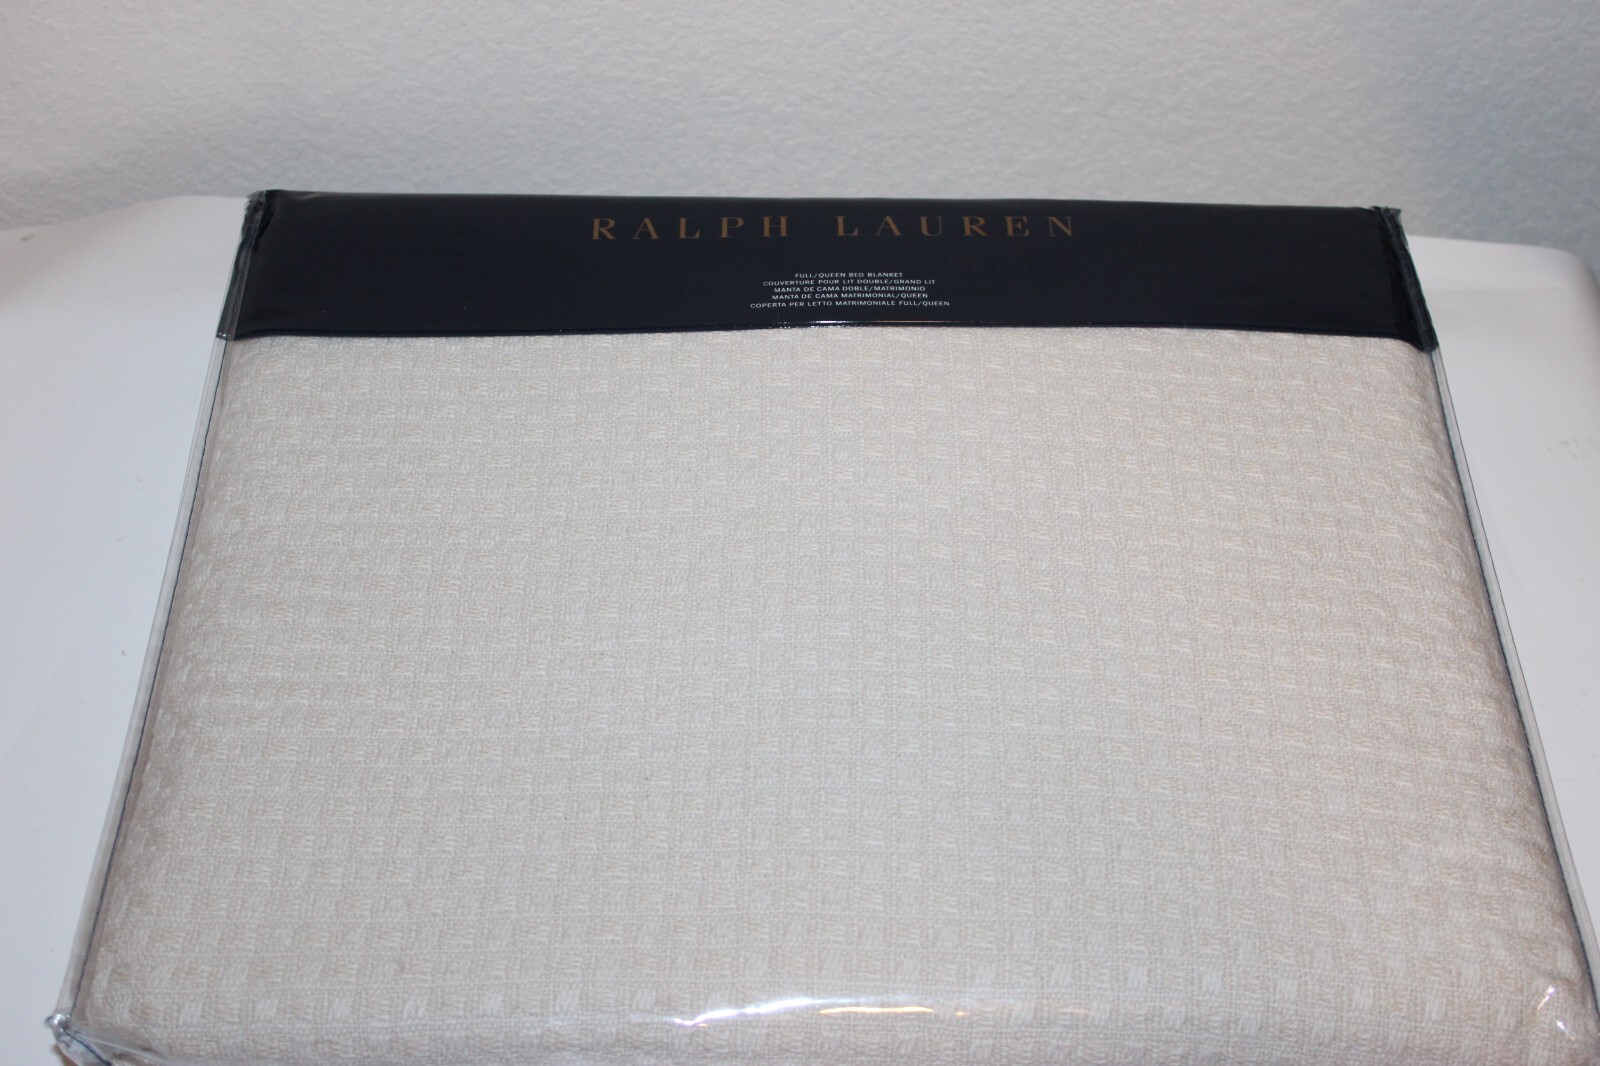 RALPH LAUREN
FULL/QUEEN BED BLANKET
COUVERTURE POUR LIT DOUBLE/GRAND LIT
MANTA DE CAMA DOBLE/MATRIMONIO
MANTA DE CAMA MATRIMONIAL/QUEEN
COPERTA PER LETTO MATRIMONIALE FULL/QUEEN